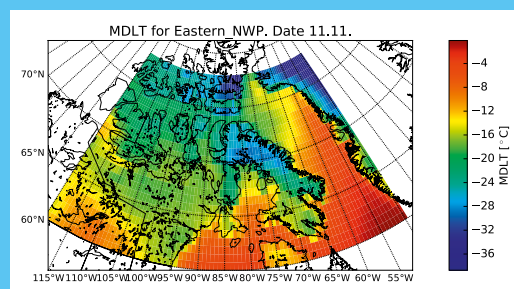 MDLT for Eastern_NWP. Date 11.11.
70°N
65°N
60°N
115°W110°W105°W100°W95°W 90°W 85°W 80°W 75°W 70°W 65°W 60°W 55°W
−4
−8
−12
−16
−20
−24
−28
−32
−36
MDLT [°C]